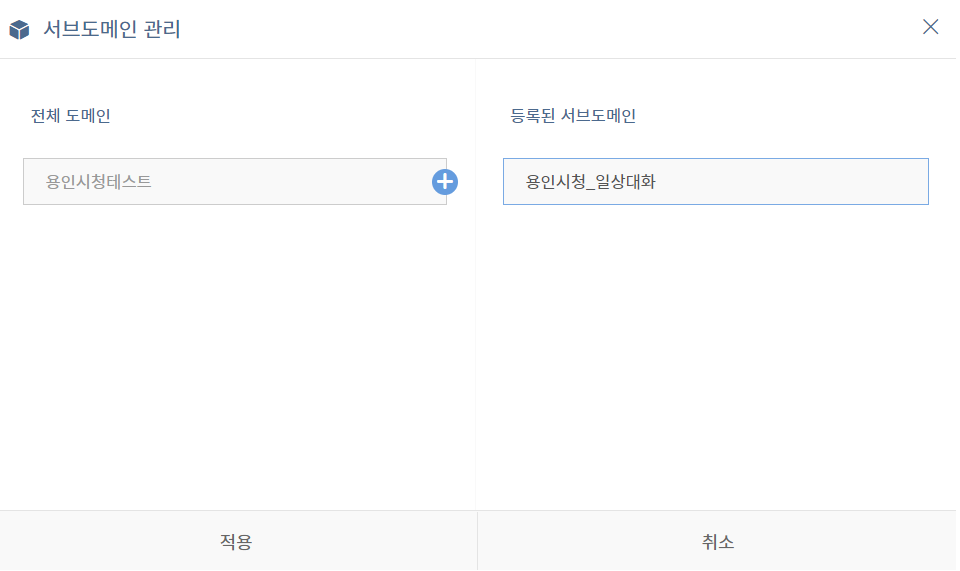 서브도메인 관리
전체 도메인
용인시청테스트
등록된 서브도메인
용인시청_일상대화
적용
취소